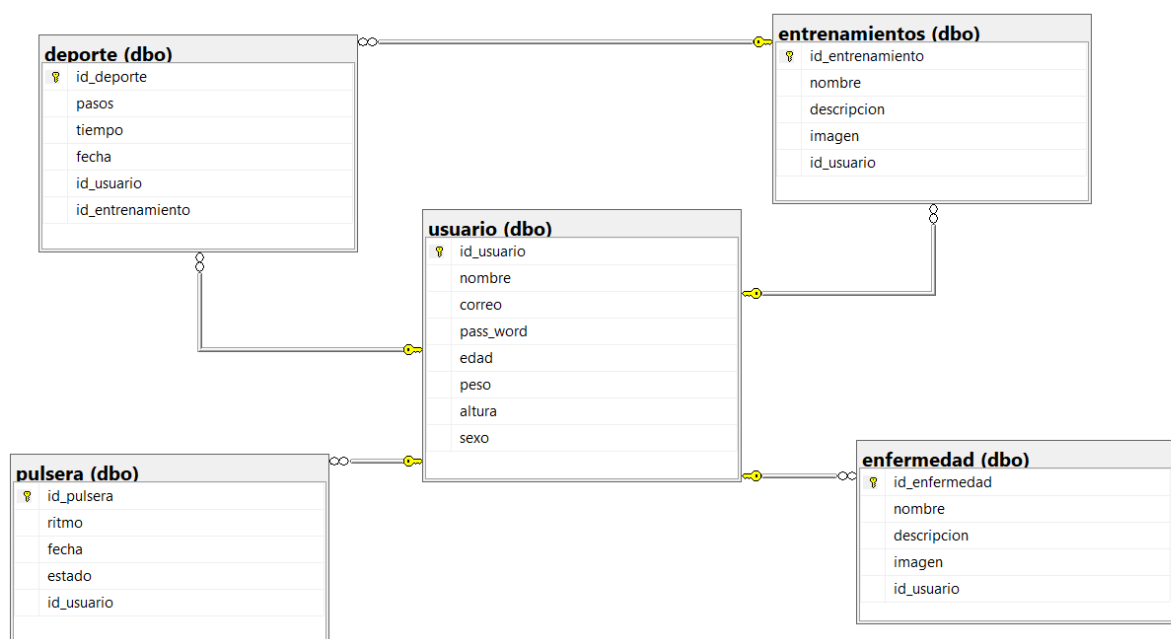 deporte (dbo)
id_deporte
pasos
tiempo
fecha
id_usuario
id_entrenamiento
entrenamientos (dbo)
id_entrenamiento
nombre
descripcion
imagen
id_usuario
usuario (dbo)
id_usuario
nombre
correo
pass_word
edad
peso
altura
sexo
pulsera (dbo)
id_pulsera
ritmo
fecha
estado
id_usuario
enfermedad (dbo)
id_enfermedad
nombre
descripcion
imagen
id_usuario